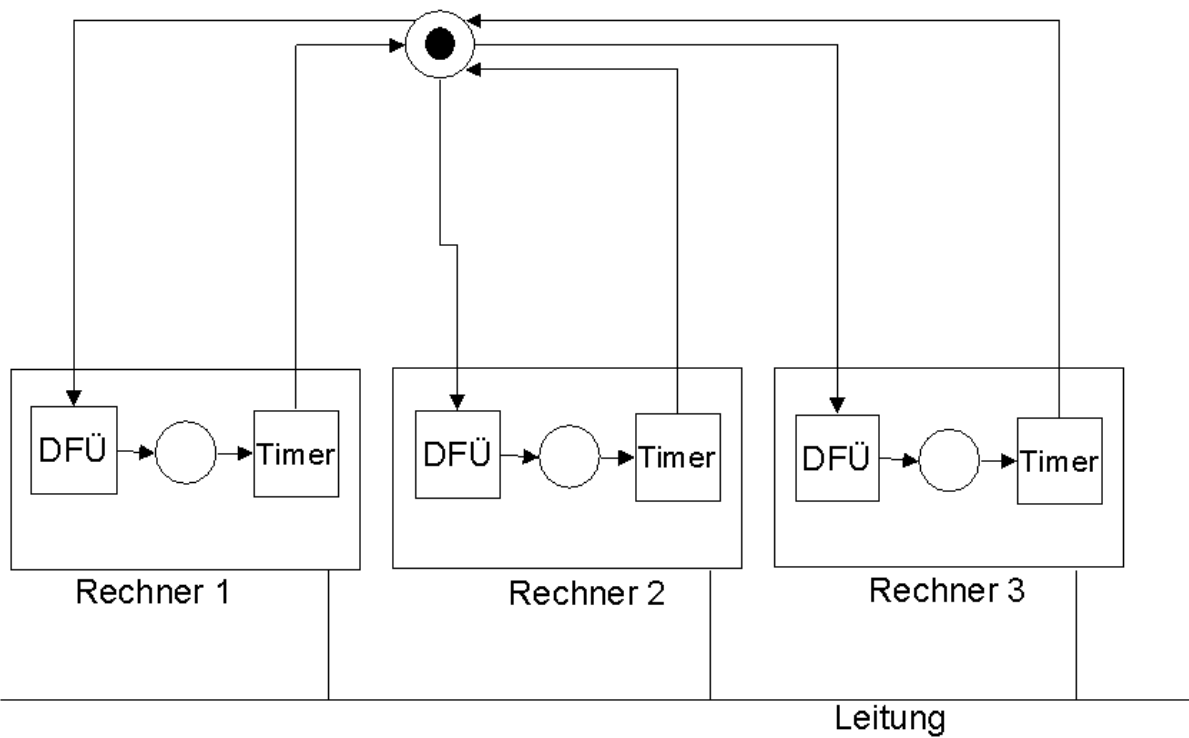 DFÜ Timer
DFÜ Timer
DFÜ Timer
Rechner 1
Rechner 2
Rechner 3
Leitung